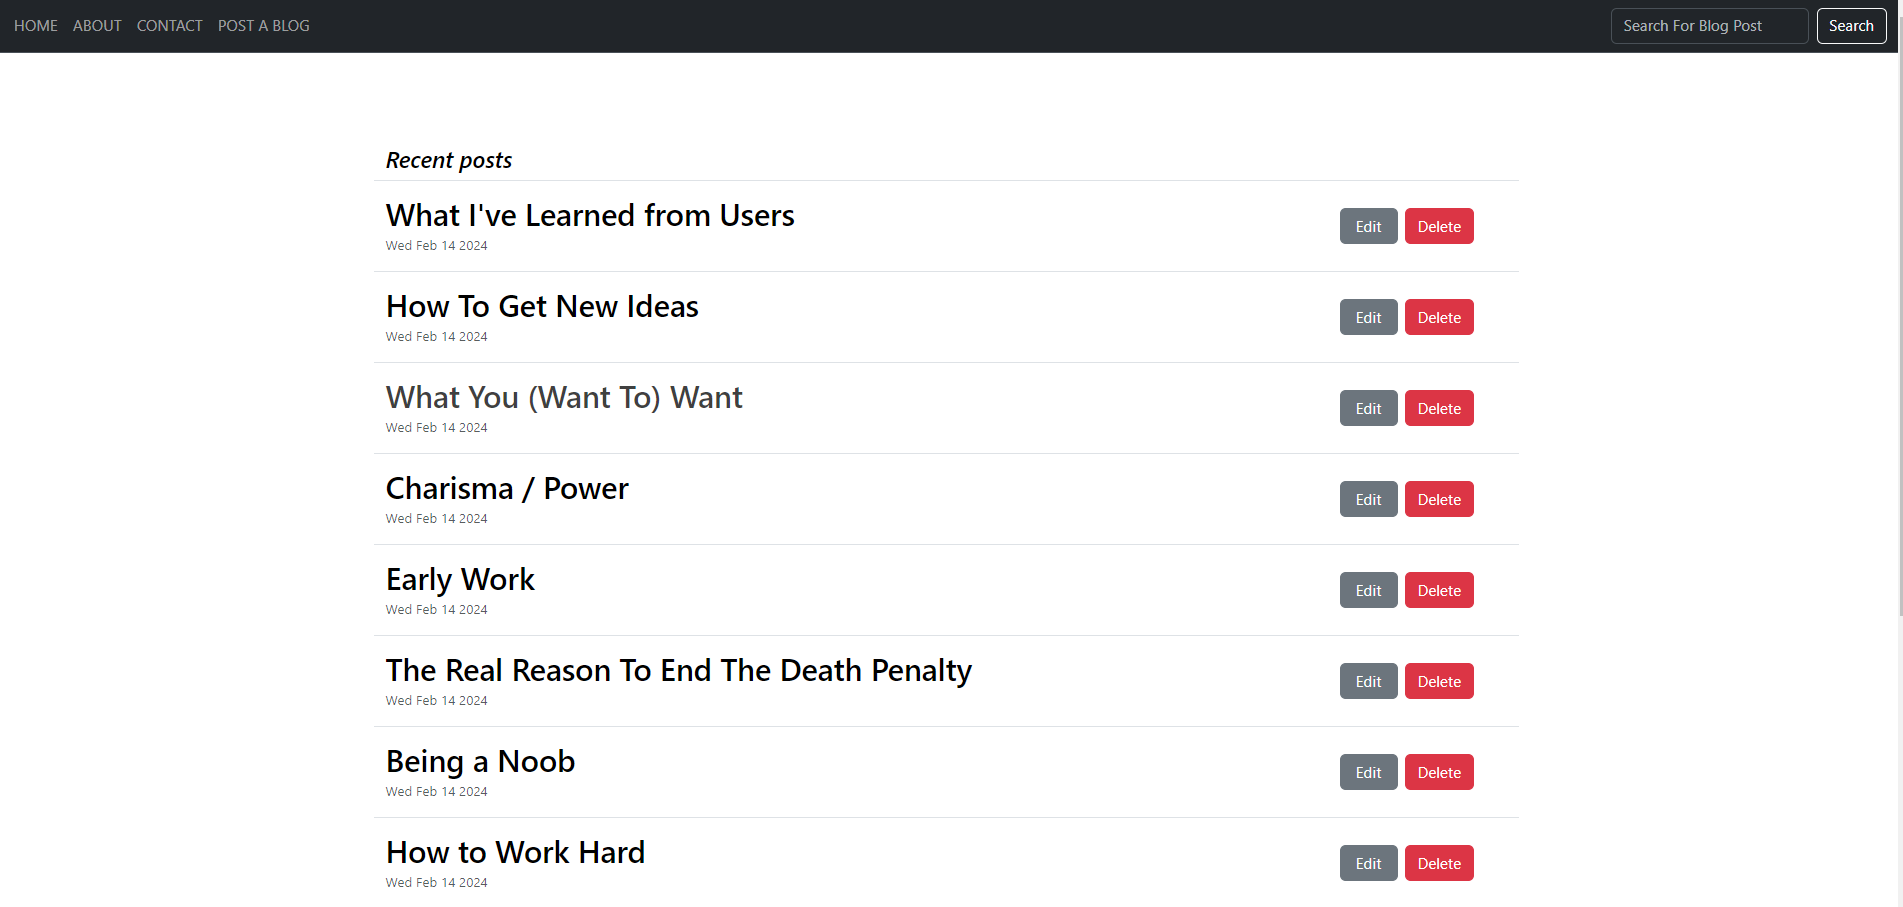 HOME ABOUT CONTACT POST A BLOG Search For Blog Post Search
Recent posts
What I've Learned from Users
Edit Delete
Wed Feb 14 2024
How To Get New Ideas
Edit Delete
Wed Feb 14 2024
What You (Want To) Want
Edit Delete
Wed Feb 14 2024
Charisma / Power
Edit Delete
Wed Feb 14 2024
Early Work
Edit Delete
Wed Feb 14 2024
The Real Reason To End The Death Penalty
Edit Delete
Wed Feb 14 2024
Being a Noob
Edit Delete
Wed Feb 14 2024
How to Work Hard
Edit Delete
Wed Feb 14 2024